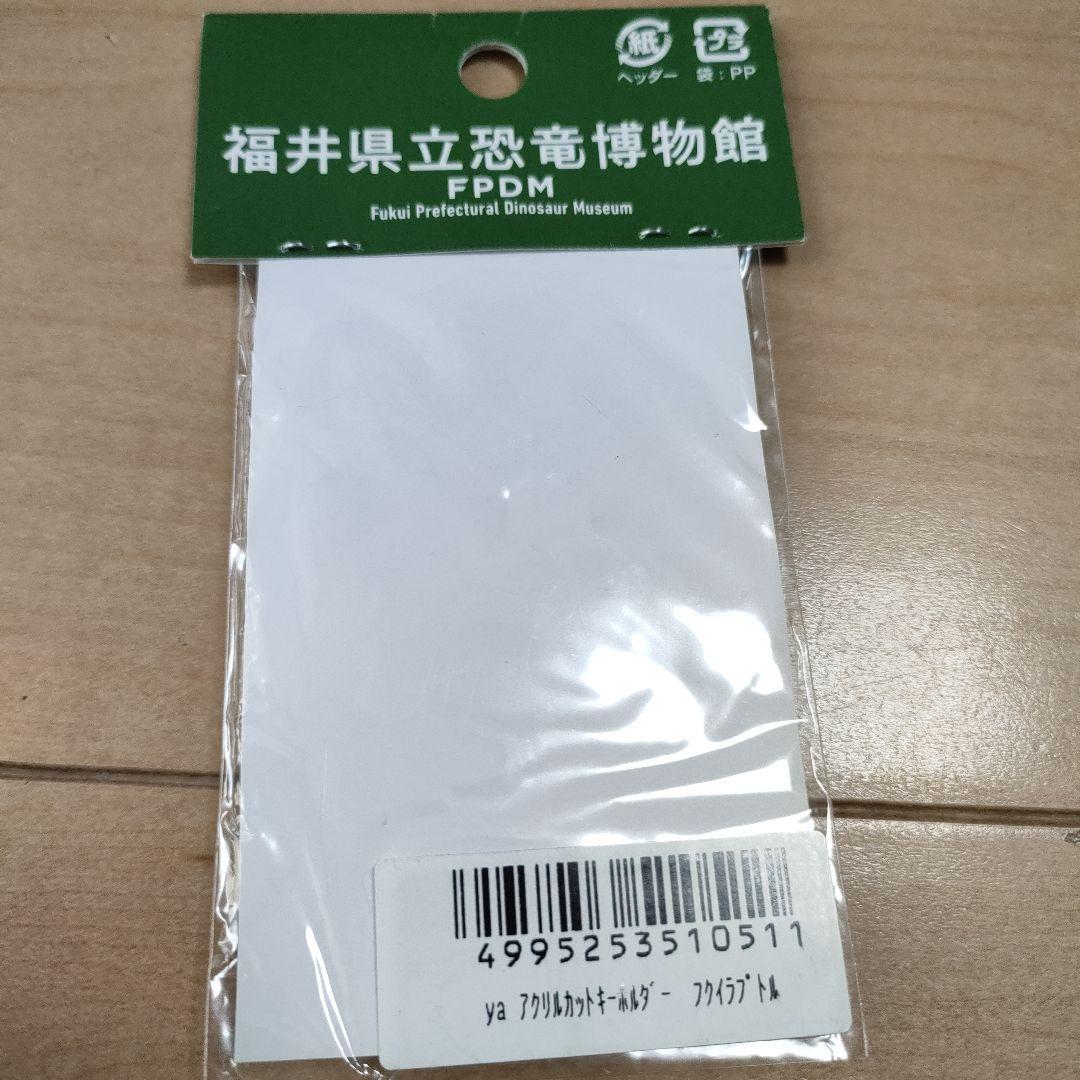 紙 プラ
ヘッダー 袋:PP
福井県立恐竜博物館
FPDM
Fukui Prefectural Dinosaur Museum
4995253510511
ya アクリルカットキーホルダー フクイラプトル